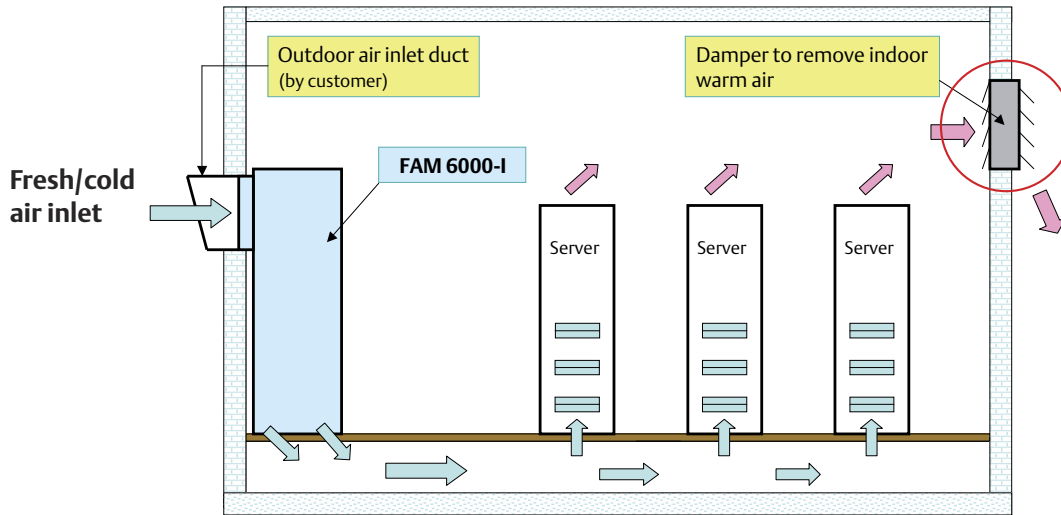 Outdoor air inlet duct
(by customer)
Damper to remove indoor
warm air
FAM 6000-I
Fresh/cold
air inlet
Server
Server
Server